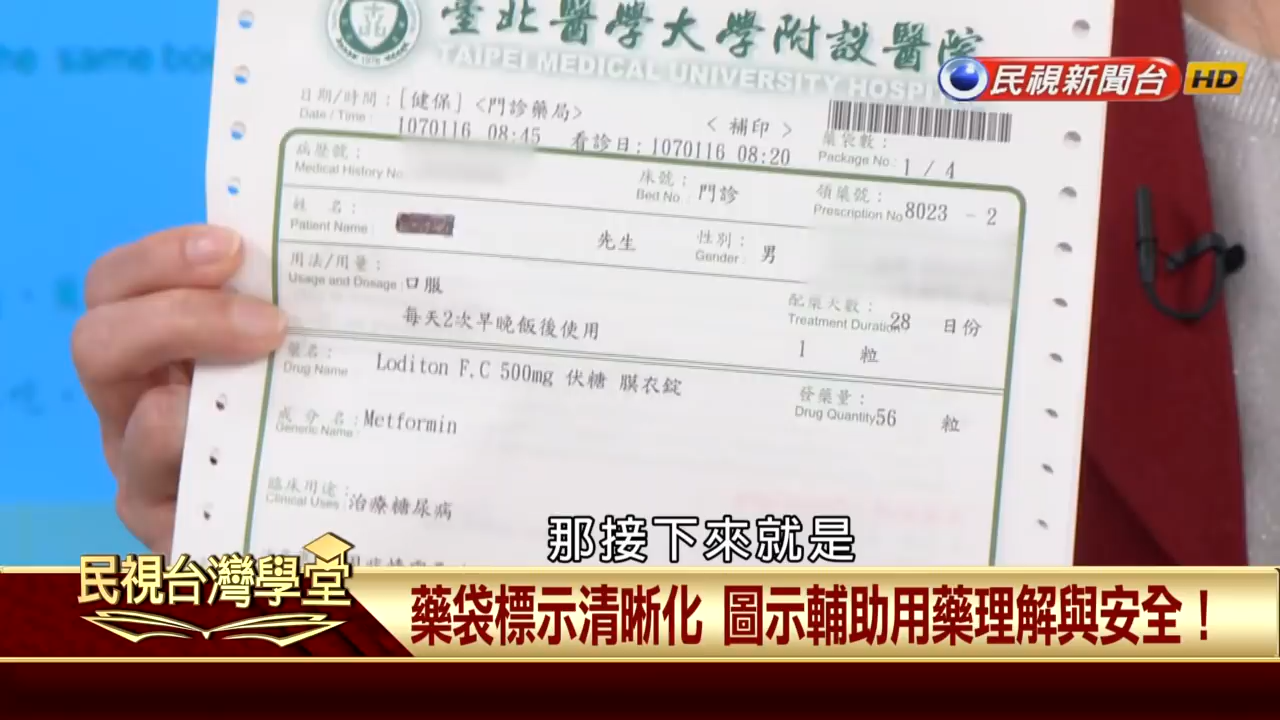 the same bo
臺北醫學大學附設醫院
TAIPEI MEDICAL UNIVERSITY HOSPI
民視新聞台 HD
日期/時間：[健保]<門診藥局>
Date / Time : 1070116 08:45 看診日: 1070116 08:20
< 補印 >
藥袋數：
Package No : 1 / 4
病歷號：
Medical History No
床號：
Bed No : 門診
領藥號：
Prescription No 8023 - 2
姓 名：
Patient Name :
先生
性別：
Gender : 男
用法/用量：
Usage and Dosage : 口服
每天2次早晚飯後使用
配藥天數：
Treatment Duration 28 日份
1 粒
藥名：
Drug Name
Loditon F.C 500mg 伏糖 膜衣錠
發藥量：
Drug Quantity 56 粒
成 分 名：
Generic Name : Metformin
臨床用途：
Clinical Uses : 治療糖尿病
那接下來就是
民視台灣學堂
藥袋標示清晰化 圖示輔助用藥理解與安全！